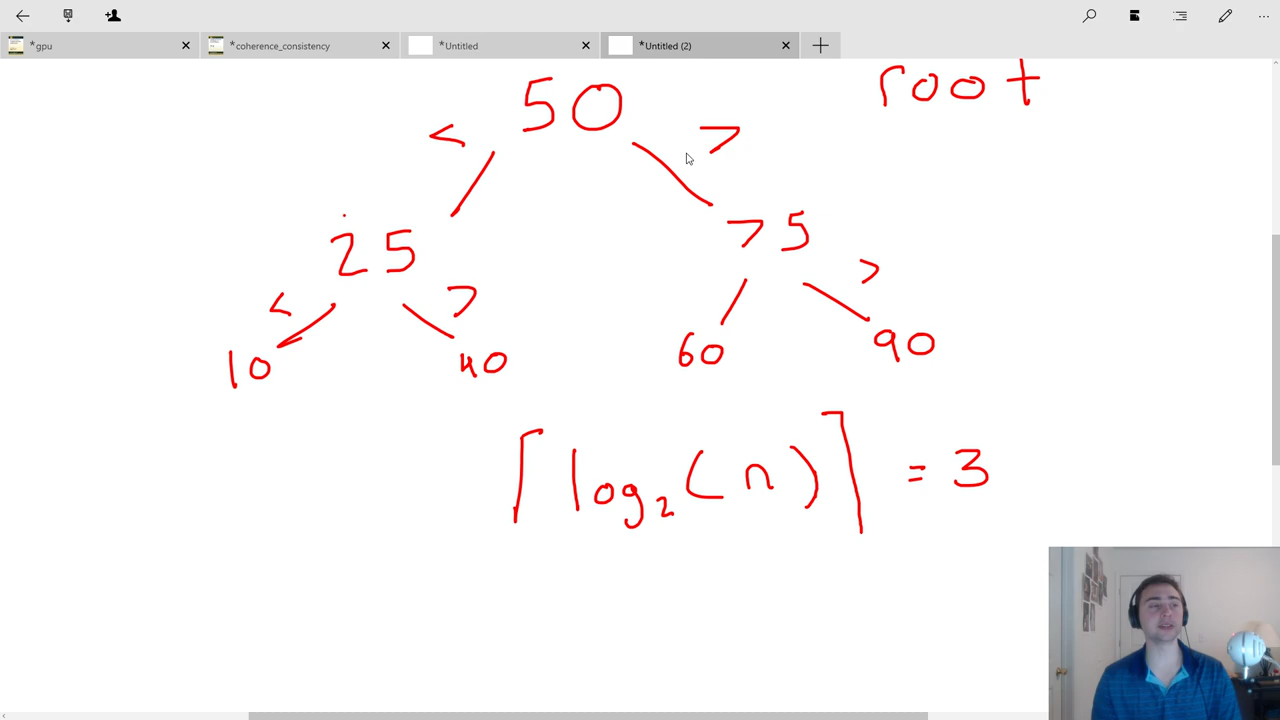 *gpu *coherence_consistency *Untitled *Untitled (2)
root
50
< >
25 75
< > >
10 40 60 90
⌈log₂(n)⌉ = 3